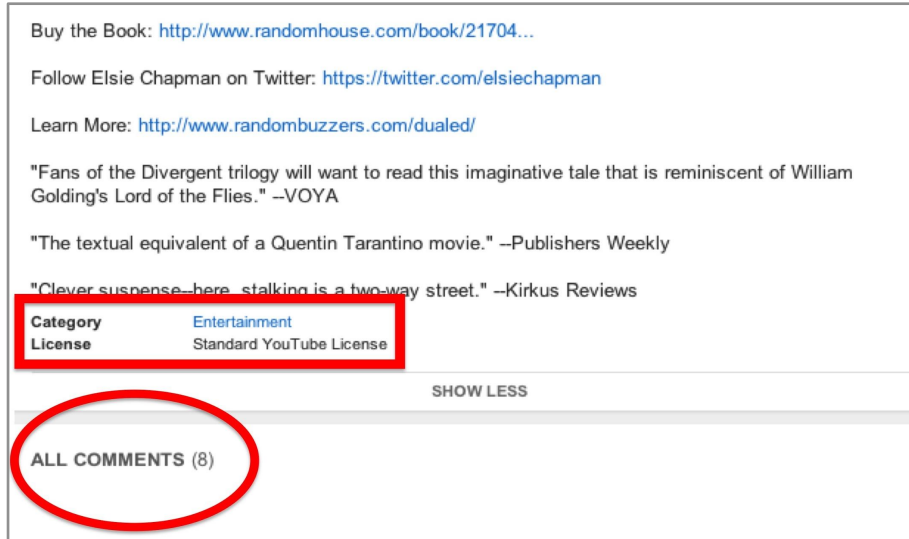 Buy the Book: http://www.randomhouse.com/book/21704...
Follow Elsie Chapman on Twitter: https://twitter.com/elsiechapman
Learn More: http://www.randombuzzers.com/dualed/
"Fans of the Divergent trilogy will want to read this imaginative tale that is reminiscent of William
Golding's Lord of the Flies." --VOYA
"The textual equivalent of a Quentin Tarantino movie." --Publishers Weekly
"Clever suspense--here, stalking is a two-way street." --Kirkus Reviews
Category Entertainment
License Standard YouTube License
SHOW LESS
ALL COMMENTS (8)